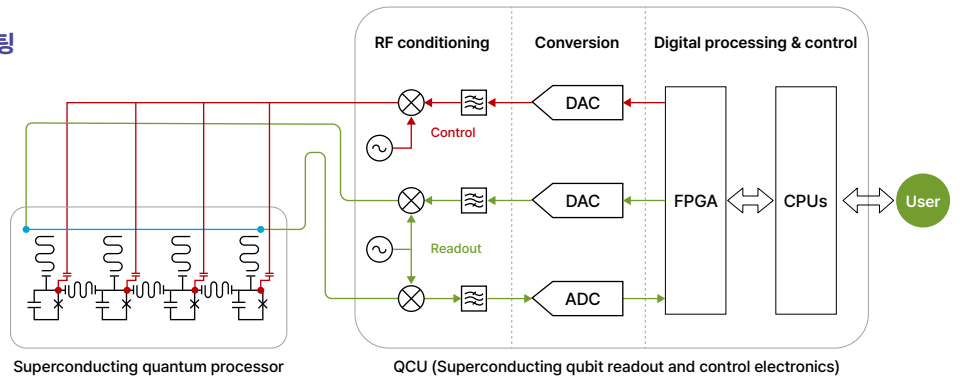 팅
RF conditioning
Conversion
Digital processing & control
DAC
Control
DAC
FPGA
CPUs
User
Readout
ADC
Superconducting quantum processor
QCU (Superconducting qubit readout and control electronics)